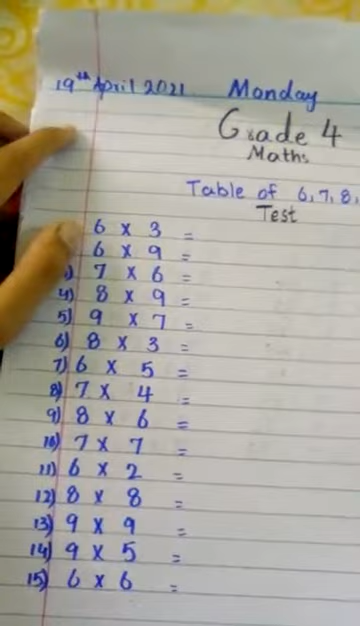 19th April 2021 Monday
Grade 4
Maths
Table of 6, 7, 8,
Test
6 x 3 =
6 x 9 =
3) 7 x 6 =
4) 8 x 9 =
5) 9 x 7 =
6) 8 x 3 =
7) 6 x 5 =
8) 7 x 4 =
9) 8 x 6 =
10) 7 x 7 =
11) 6 x 2 =
12) 8 x 8 =
13) 9 x 9 =
14) 9 x 5 =
15) 6 x 6 =